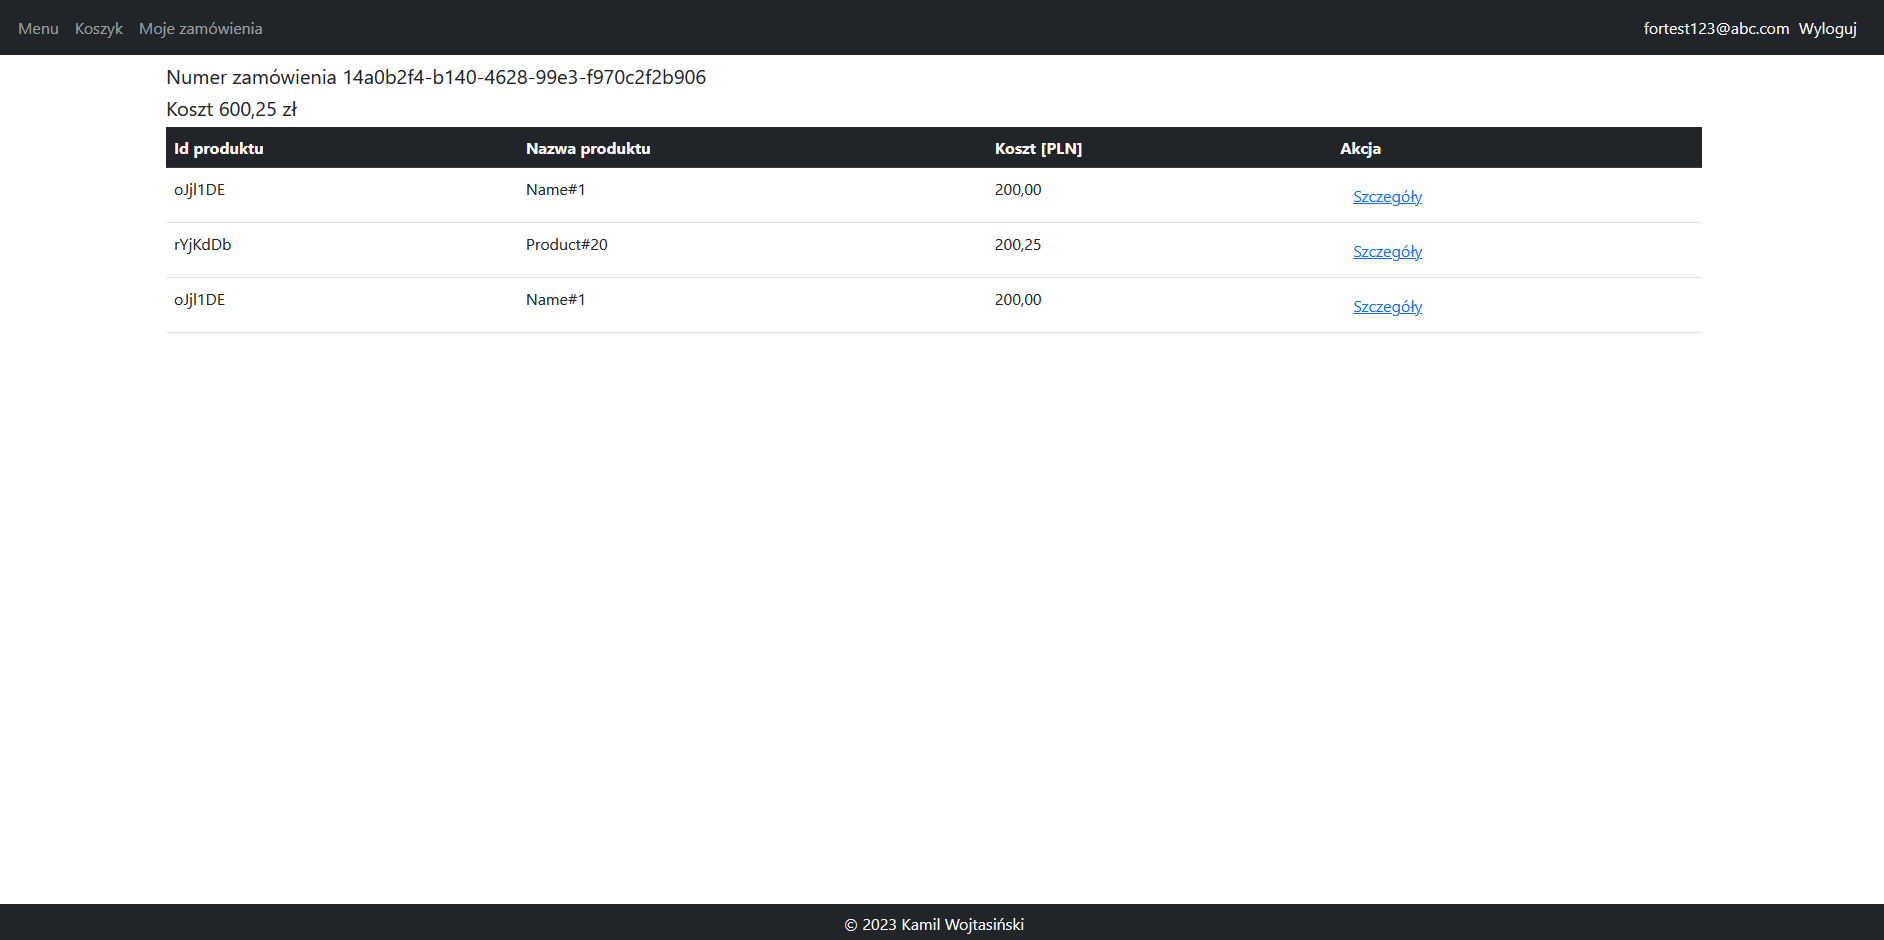 Menu Koszyk Moje zamówienia fortest123@abc.com Wyloguj
Numer zamówienia 14a0b2f4-b140-4628-99e3-f970c2f2b906
Koszt 600,25 zł
Id produktu Nazwa produktu Koszt [PLN] Akcja
oJjl1DE Name#1 200,00 Szczegóły
rYjKdDb Product#20 200,25 Szczegóły
oJjl1DE Name#1 200,00 Szczegóły
© 2023 Kamil Wojtasiński